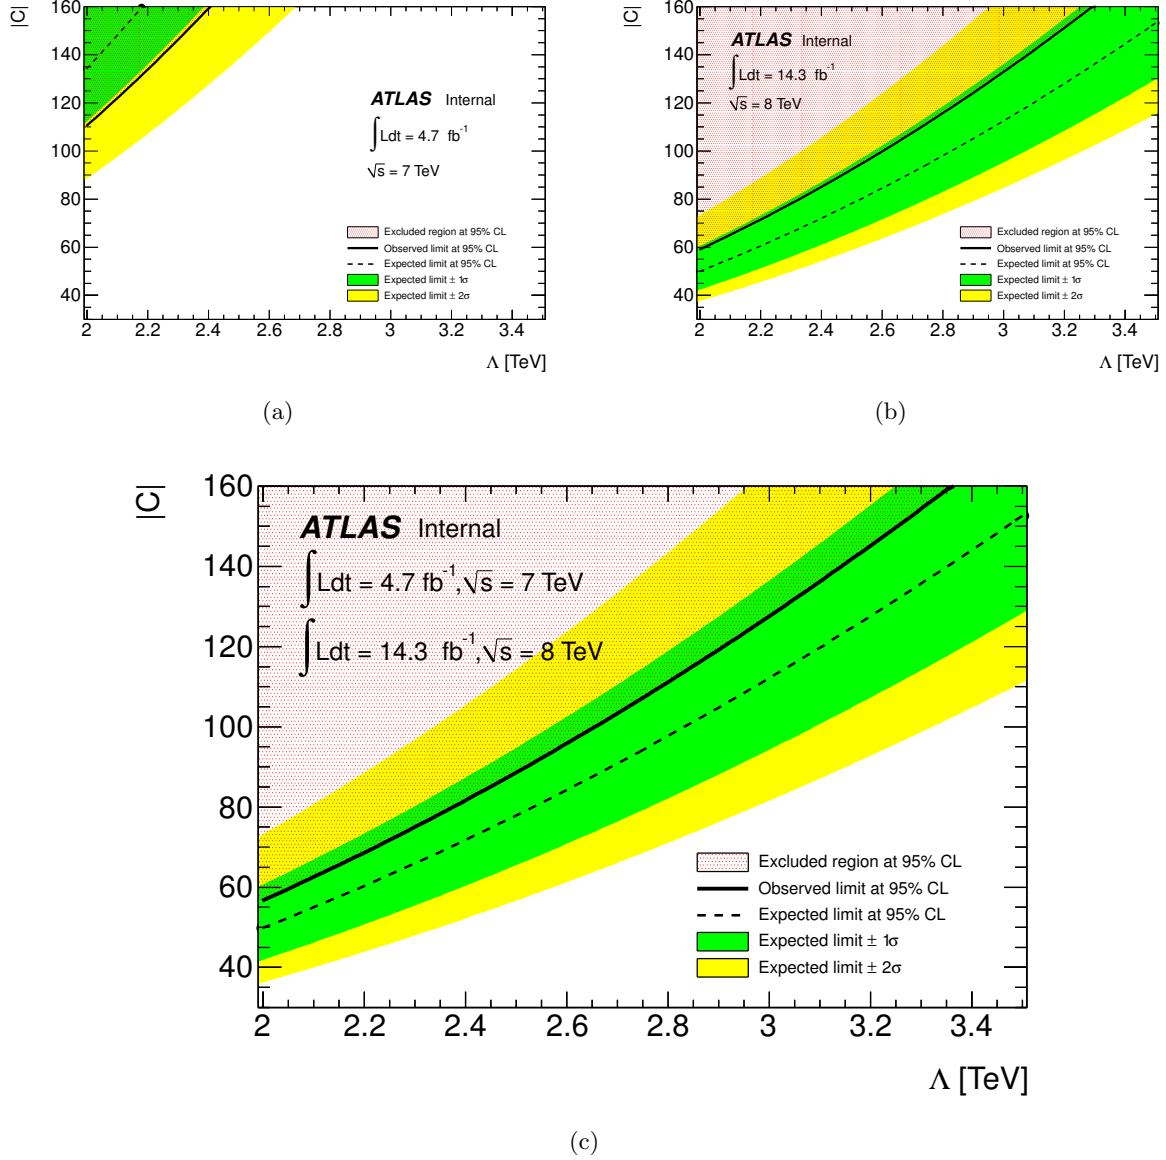 |C|
160
140
120
100
80
60
40
ATLAS Internal
∫Ldt = 4.7 fb⁻¹
√s = 7 TeV
Excluded region at 95% CL
Observed limit at 95% CL
Expected limit at 95% CL
Expected limit ± 1σ
Expected limit ± 2σ
2 2.2 2.4 2.6 2.8 3 3.2 3.4
Λ [TeV]
(a)
|C|
160
140
120
100
80
60
40
ATLAS Internal
∫Ldt = 14.3 fb⁻¹
√s = 8 TeV
Excluded region at 95% CL
Observed limit at 95% CL
Expected limit at 95% CL
Expected limit ± 1σ
Expected limit ± 2σ
2 2.2 2.4 2.6 2.8 3 3.2 3.4
Λ [TeV]
(b)
|C|
160
140
120
100
80
60
40
ATLAS Internal
∫Ldt = 4.7 fb⁻¹,√s = 7 TeV
∫Ldt = 14.3 fb⁻¹,√s = 8 TeV
Excluded region at 95% CL
Observed limit at 95% CL
Expected limit at 95% CL
Expected limit ± 1σ
Expected limit ± 2σ
2 2.2 2.4 2.6 2.8 3 3.2 3.4
Λ [TeV]
(c)